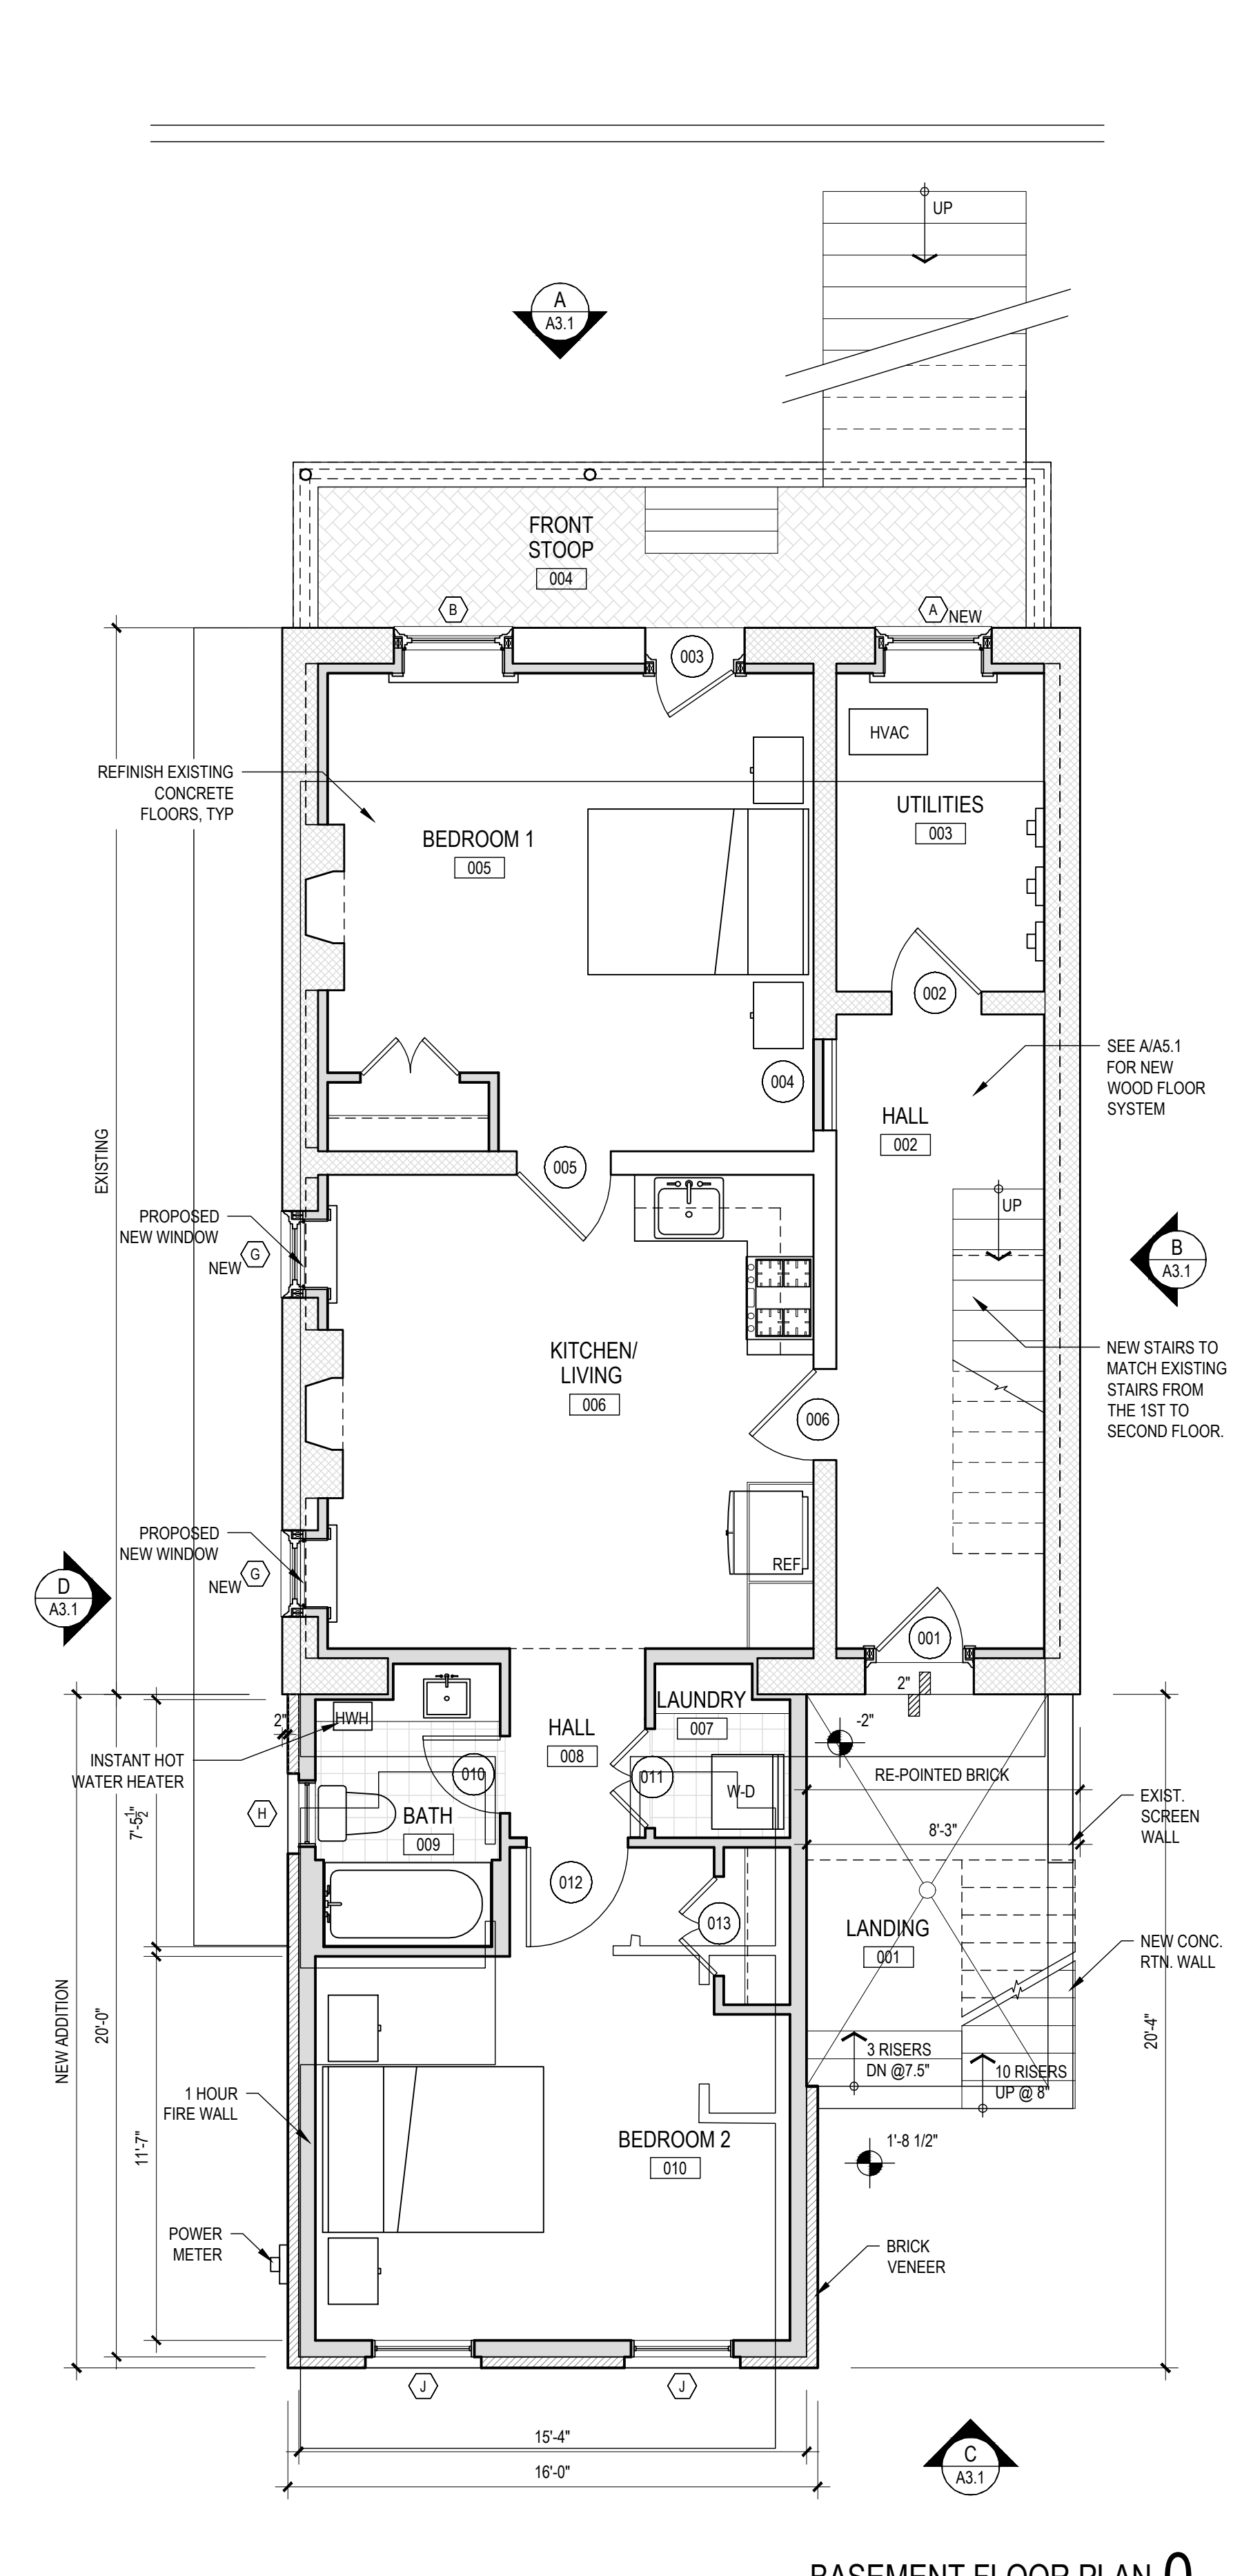 UP
A
A3.1
FRONT
STOOP
004
B
A
NEW
003
HVAC
REFINISH EXISTING
CONCRETE
FLOORS, TYP
UTILITIES
003
BEDROOM 1
005
002
SEE A/A5.1
FOR NEW
WOOD FLOOR
SYSTEM
004
HALL
002
EXISTING
005
UP
PROPOSED
NEW WINDOW
NEW
G
B
A3.1
KITCHEN/
LIVING
006
NEW STAIRS TO
MATCH EXISTING
STAIRS FROM
THE 1ST TO
SECOND FLOOR.
006
PROPOSED
NEW WINDOW
NEW
G
REF
D
A3.1
001
2"
LAUNDRY
007
HWH
2"
HALL
008
-2"
INSTANT HOT
WATER HEATER
010
011
W-D
RE-POINTED BRICK
EXIST.
SCREEN
WALL
H
7'-5 1/2"
BATH
009
8'-3"
012
013
LANDING
001
NEW CONC.
RTN. WALL
NEW ADDITION
20'-0"
20'-4"
3 RISERS
DN @7.5"
10 RISERS
UP @ 8"
1 HOUR
FIRE WALL
11'-7"
BEDROOM 2
010
1'-8 1/2"
POWER
METER
BRICK
VENEER
J
J
15'-4"
16'-0"
C
A3.1
BASEMENT FLOOR PLAN